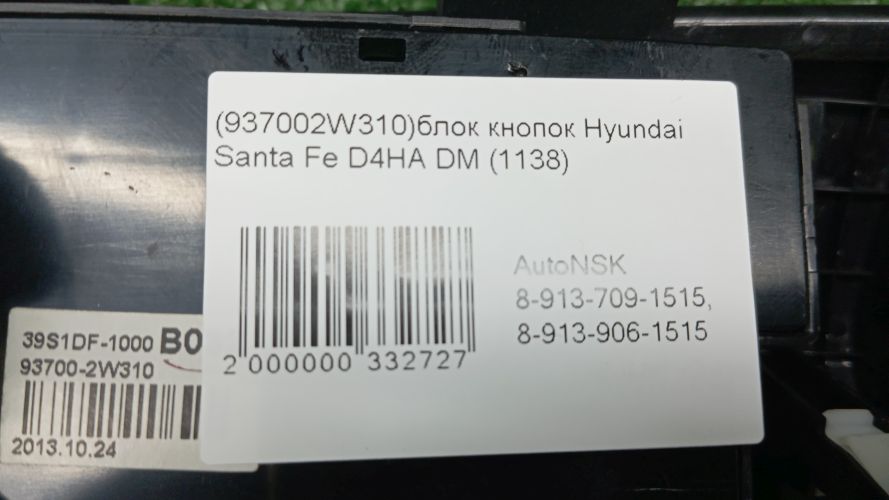 (937002W310)блок кнопок Hyundai
Santa Fe D4HA DM (1138)
AutoNSK
8-913-709-1515,
8-913-906-1515
2 000000 332727
39S1DF-1000 B0
93700-2W310
2013.10.24